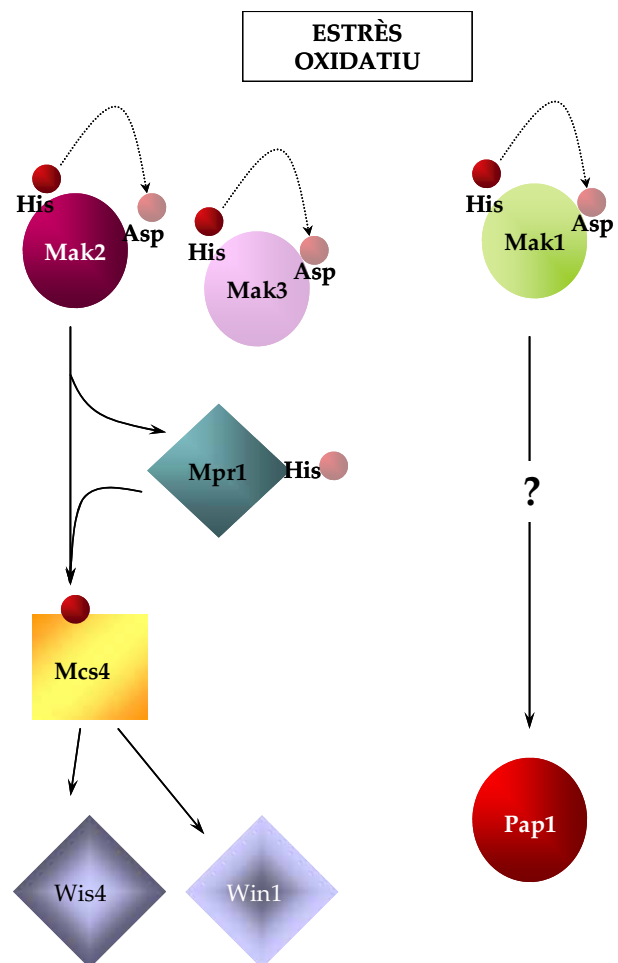 ESTRÈS
OXIDATIU
His
Asp
Mak2
His
Asp
Mak3
His
Asp
Mak1
Mpr1
His
?
Mcs4
Wis4
Win1
Pap1